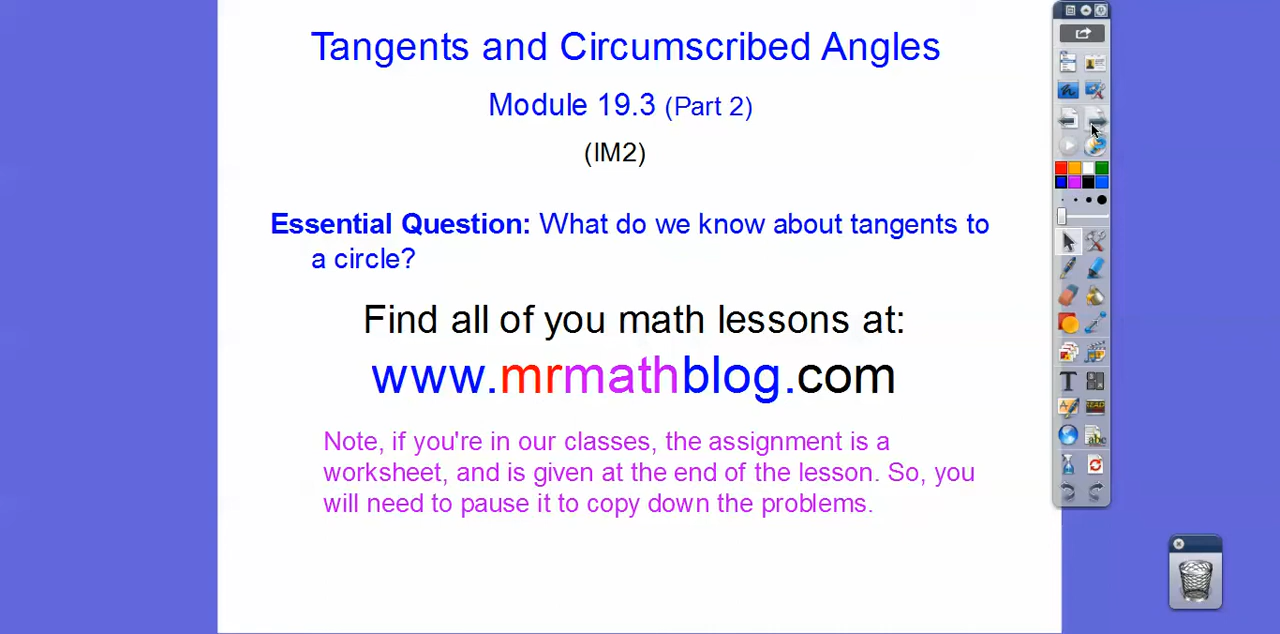 Tangents and Circumscribed Angles
Module 19.3 (Part 2)
(IM2)
Essential Question: What do we know about tangents to
a circle?
Find all of you math lessons at:
www.mrmathblog.com
Note, if you're in our classes, the assignment is a
worksheet, and is given at the end of the lesson. So, you
will need to pause it to copy down the problems.